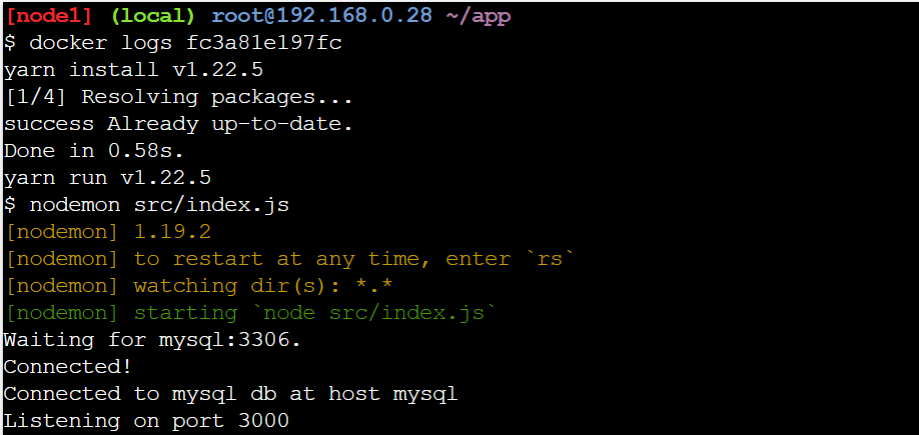 [node1] (local) root@192.168.0.28 ~/app
$ docker logs fc3a81e197fc
yarn install v1.22.5
[1/4] Resolving packages...
success Already up-to-date.
Done in 0.58s.
yarn run v1.22.5
$ nodemon src/index.js
[nodemon] 1.19.2
[nodemon] to restart at any time, enter `rs`
[nodemon] watching dir(s): *.*
[nodemon] starting `node src/index.js`
Waiting for mysql:3306.
Connected!
Connected to mysql db at host mysql
Listening on port 3000